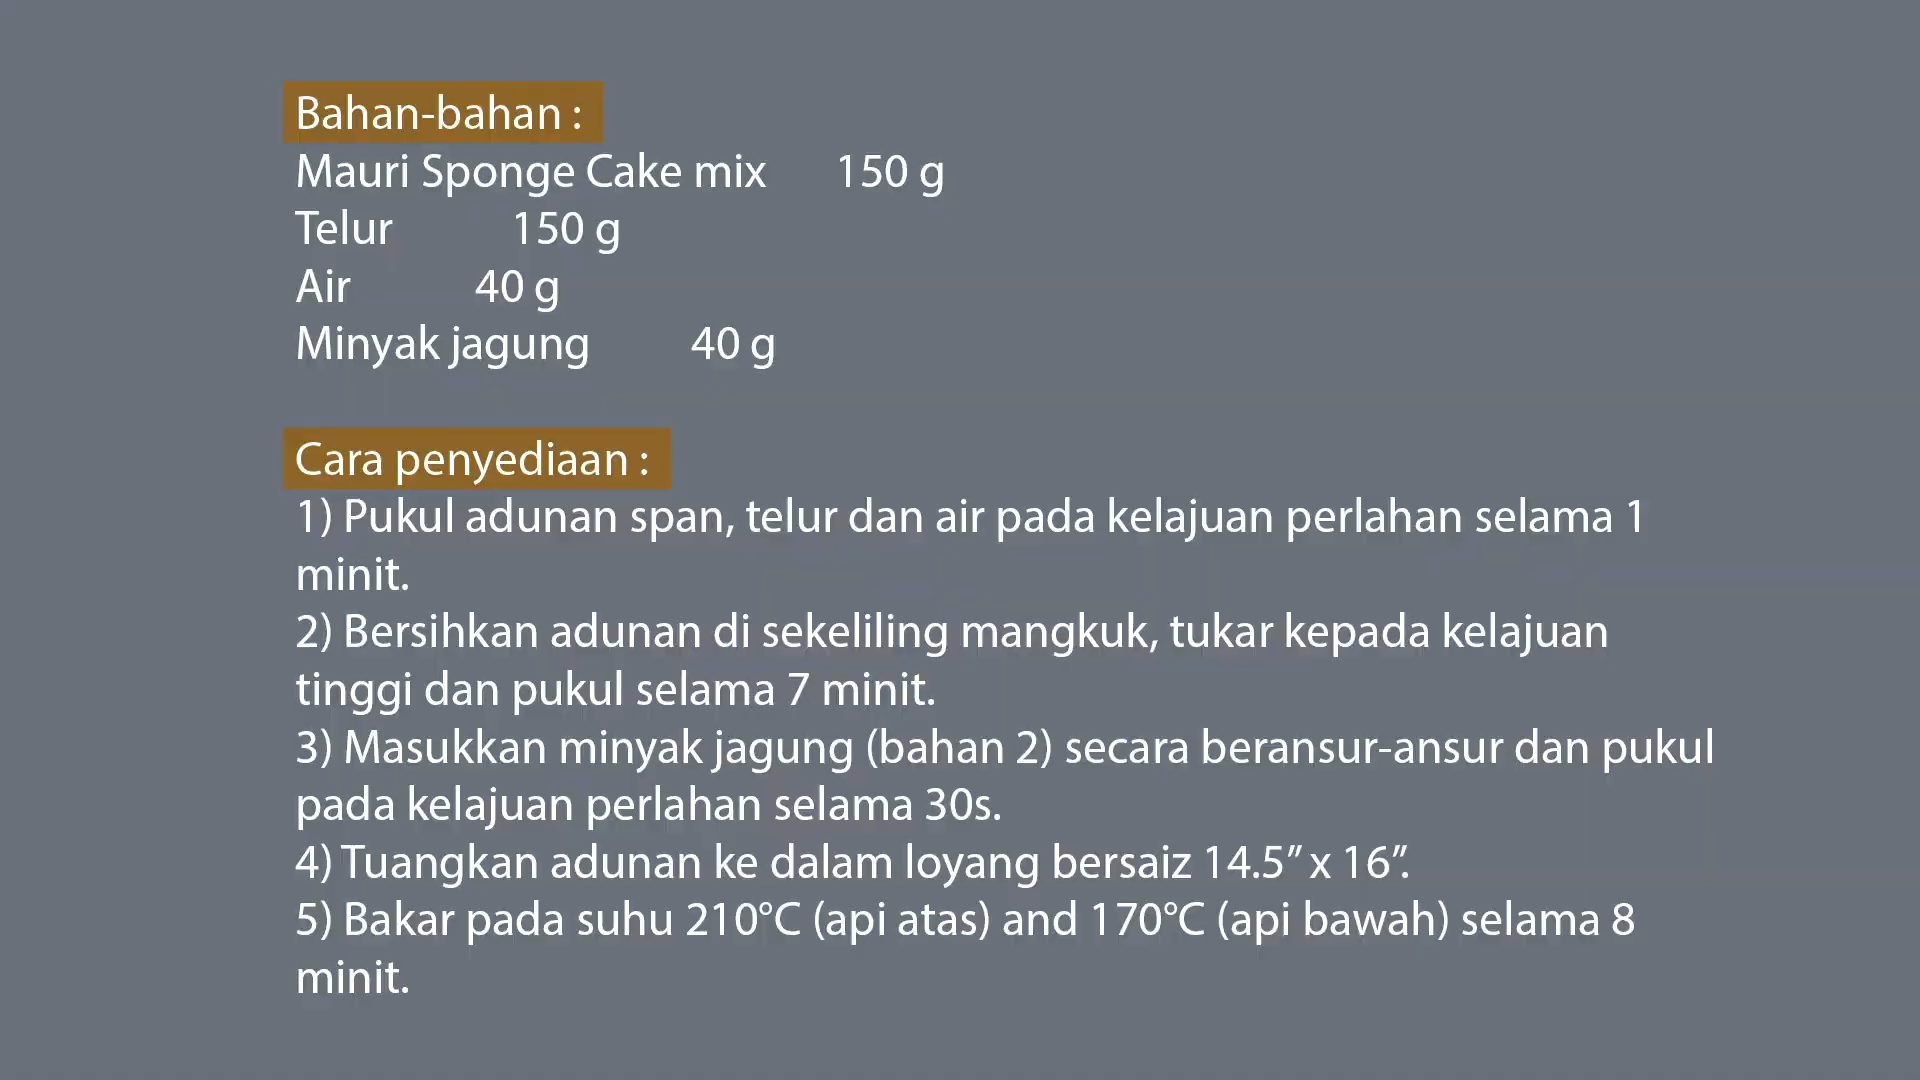 Bahan-bahan :
Mauri Sponge Cake mix 150 g
Telur 150 g
Air 40 g
Minyak jagung 40 g
Cara penyediaan :
1) Pukul adunan span, telur dan air pada kelajuan perlahan selama 1
minit.
2) Bersihkan adunan di sekeliling mangkuk, tukar kepada kelajuan
tinggi dan pukul selama 7 minit.
3) Masukkan minyak jagung (bahan 2) secara beransur-ansur dan pukul
pada kelajuan perlahan selama 30s.
4) Tuangkan adunan ke dalam loyang bersaiz 14.5” x 16”.
5) Bakar pada suhu 210°C (api atas) and 170°C (api bawah) selama 8
minit.